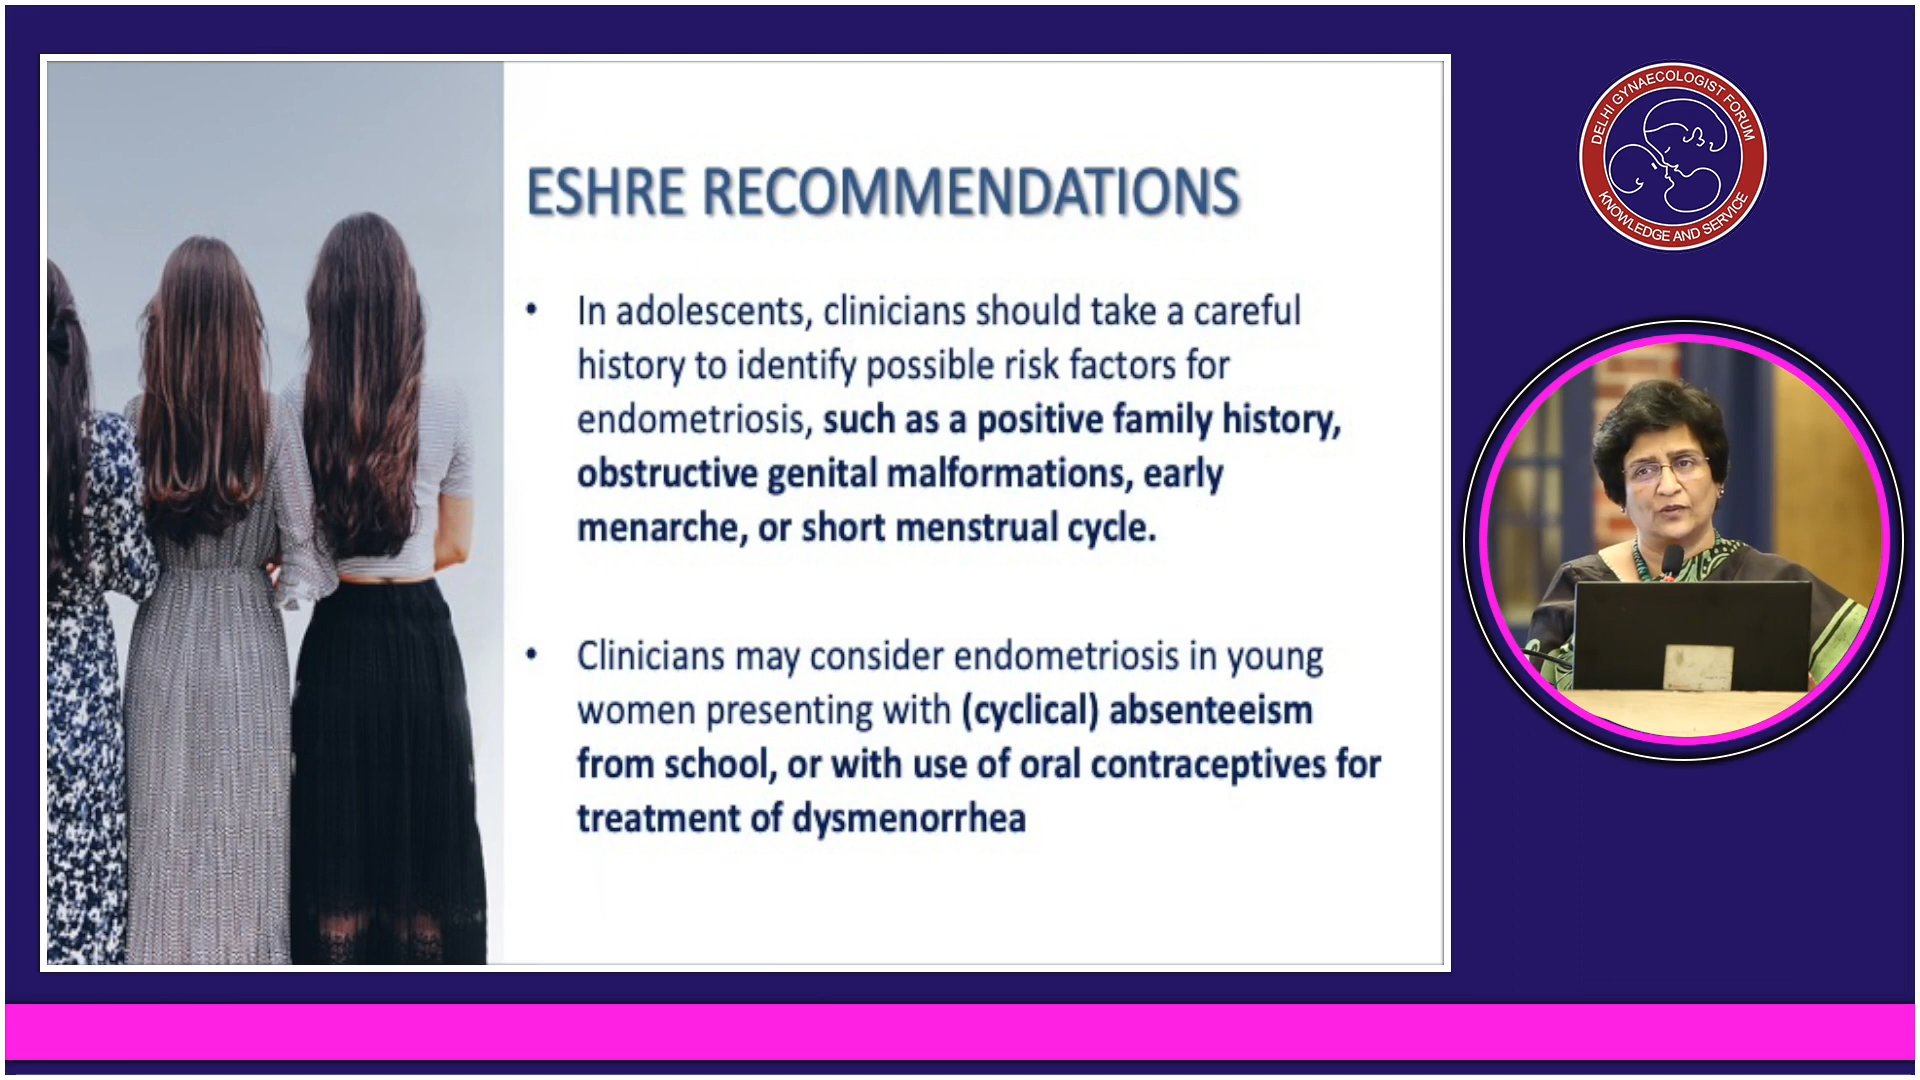 ESHRE RECOMMENDATIONS
• In adolescents, clinicians should take a careful
history to identify possible risk factors for
endometriosis, such as a positive family history,
obstructive genital malformations, early
menarche, or short menstrual cycle.
• Clinicians may consider endometriosis in young
women presenting with (cyclical) absenteeism
from school, or with use of oral contraceptives for
treatment of dysmenorrhea
DELHI GYNAECOLOGIST FORUM
KNOWLEDGE AND SERVICE